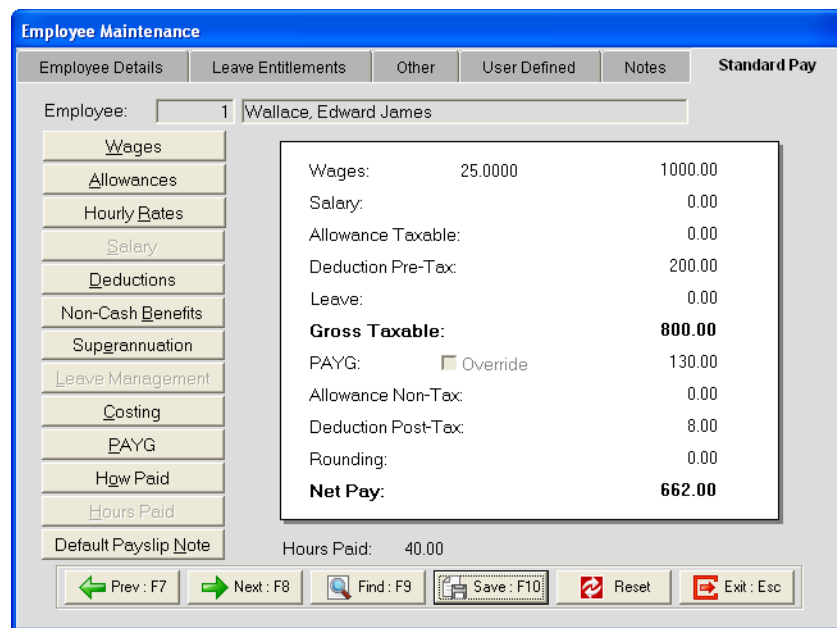 Employee Maintenance
Employee Details Leave Entitlements Other User Defined Notes Standard Pay
Employee: 1 Wallace, Edward James
Wages
Allowances
Hourly Rates
Salary
Deductions
Non-Cash Benefits
Superannuation
Leave Management
Costing
PAYG
How Paid
Hours Paid
Default Payslip Note
Wages: 25.0000 1000.00
Salary: 0.00
Allowance Taxable: 0.00
Deduction Pre-Tax: 200.00
Leave: 0.00
Gross Taxable: 800.00
PAYG: Override 130.00
Allowance Non-Tax: 0.00
Deduction Post-Tax: 8.00
Rounding: 0.00
Net Pay: 662.00
Hours Paid: 40.00
Prev : F7 Next : F8 Find : F9 Save : F10 Reset Exit : Esc